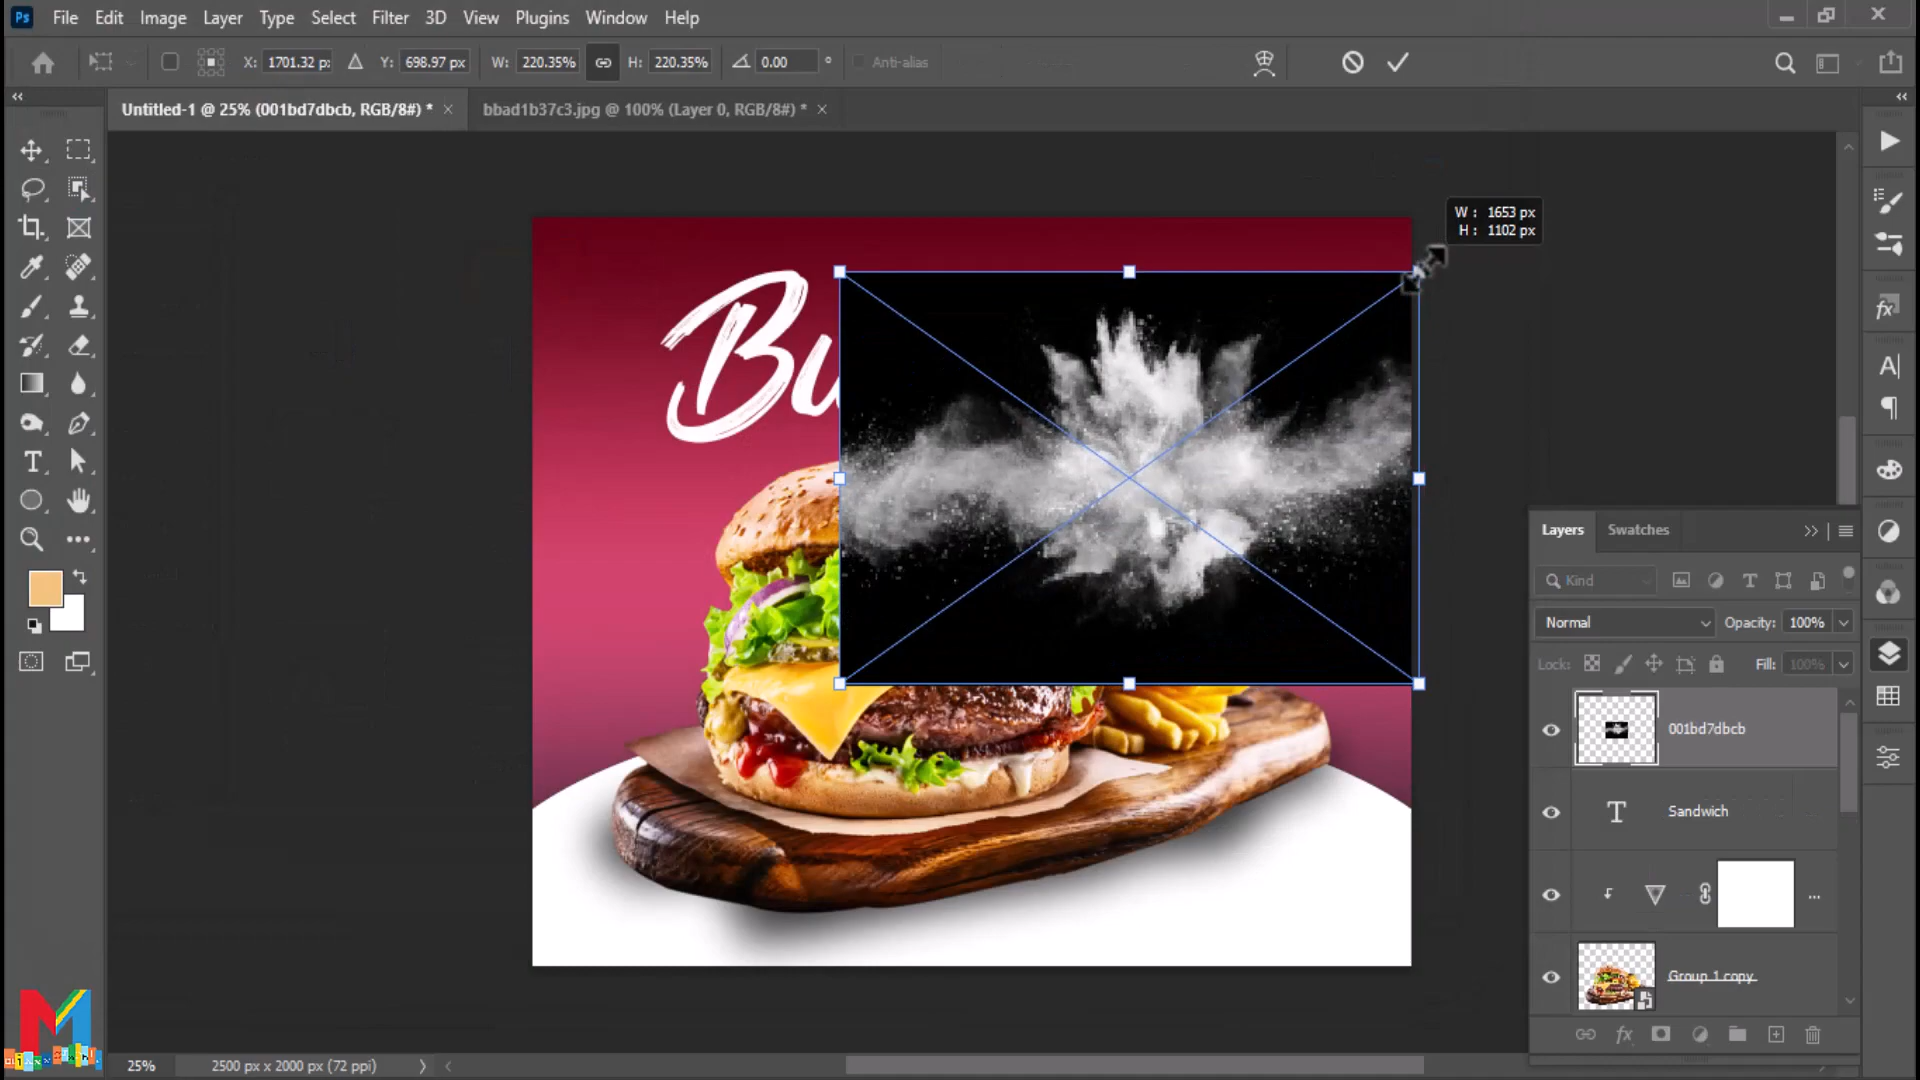 Ps File Edit Image Layer Type Select Filter 3D View Plugins Window Help
X: 1701.32 px Y: 698.97 px W: 220.35% H: 220.35% 0.00 ° Anti-alias
Untitled-1 @ 25% (001bd7dbcb, RGB/8#) * × bbad1b37c3.jpg @ 100% (Layer 0, RGB/8#) * ×
W : 1653 px
H : 1102 px
Bu
Layers Swatches
Kind
Normal Opacity: 100%
Lock: Fill: 100%
001bd7dbcb
Sandwich
Group 1 copy
25% 2500 px x 2000 px (72 ppi)